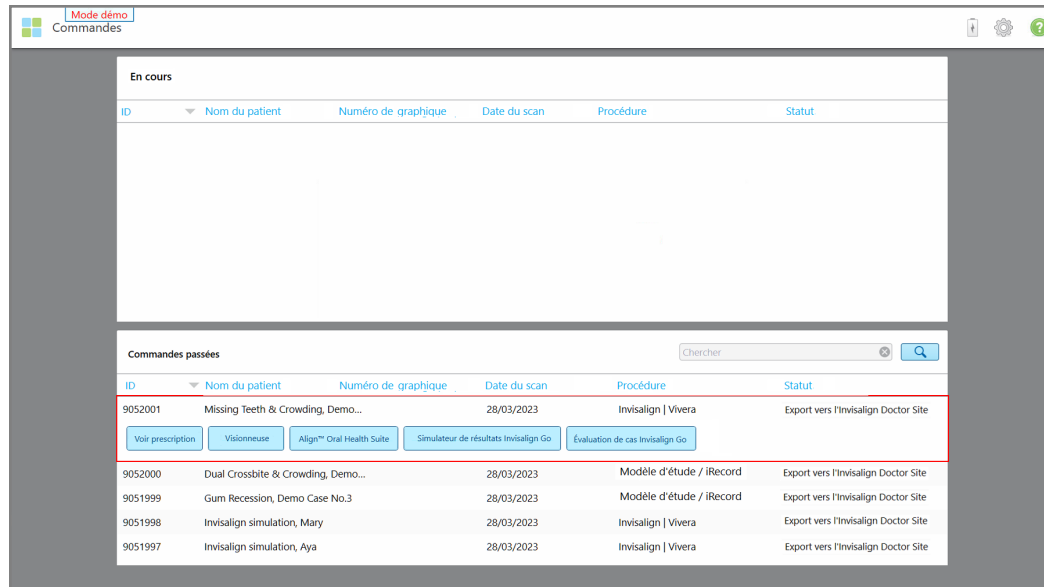 Mode démo
Commandes
?
En cours
ID Nom du patient Numéro de graphique Date du scan Procédure Statut
Commandes passées Chercher
ID Nom du patient Numéro de graphique Date du scan Procédure Statut
9052001 Missing Teeth & Crowding, Demo... 28/03/2023 Invisalign | Vivera Export vers l'Invisalign Doctor Site
Voir prescription Visionneuse Align™ Oral Health Suite Simulateur de résultats Invisalign Go Évaluation de cas Invisalign Go
9052000 Dual Crossbite & Crowding, Demo... 28/03/2023 Modèle d'étude / iRecord Export vers l'Invisalign Doctor Site
9051999 Gum Recession, Demo Case No.3 28/03/2023 Modèle d'étude / iRecord Export vers l'Invisalign Doctor Site
9051998 Invisalign simulation, Mary 28/03/2023 Invisalign | Vivera Export vers l'Invisalign Doctor Site
9051997 Invisalign simulation, Aya 28/03/2023 Invisalign | Vivera Export vers l'Invisalign Doctor Site